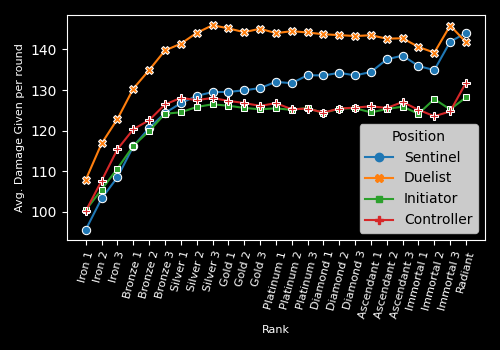 Avg. Damage Given per round
140
130
120
110
100
Position
Sentinel
Duelist
Initiator
Controller
Iron 1
Iron 2
Iron 3
Bronze 1
Bronze 2
Bronze 3
Silver 1
Silver 2
Silver 3
Gold 1
Gold 2
Gold 3
Platinum 1
Platinum 2
Platinum 3
Diamond 1
Diamond 2
Diamond 3
Ascendant 1
Ascendant 2
Ascendant 3
Immortal 1
Immortal 2
Immortal 3
Radiant
Rank